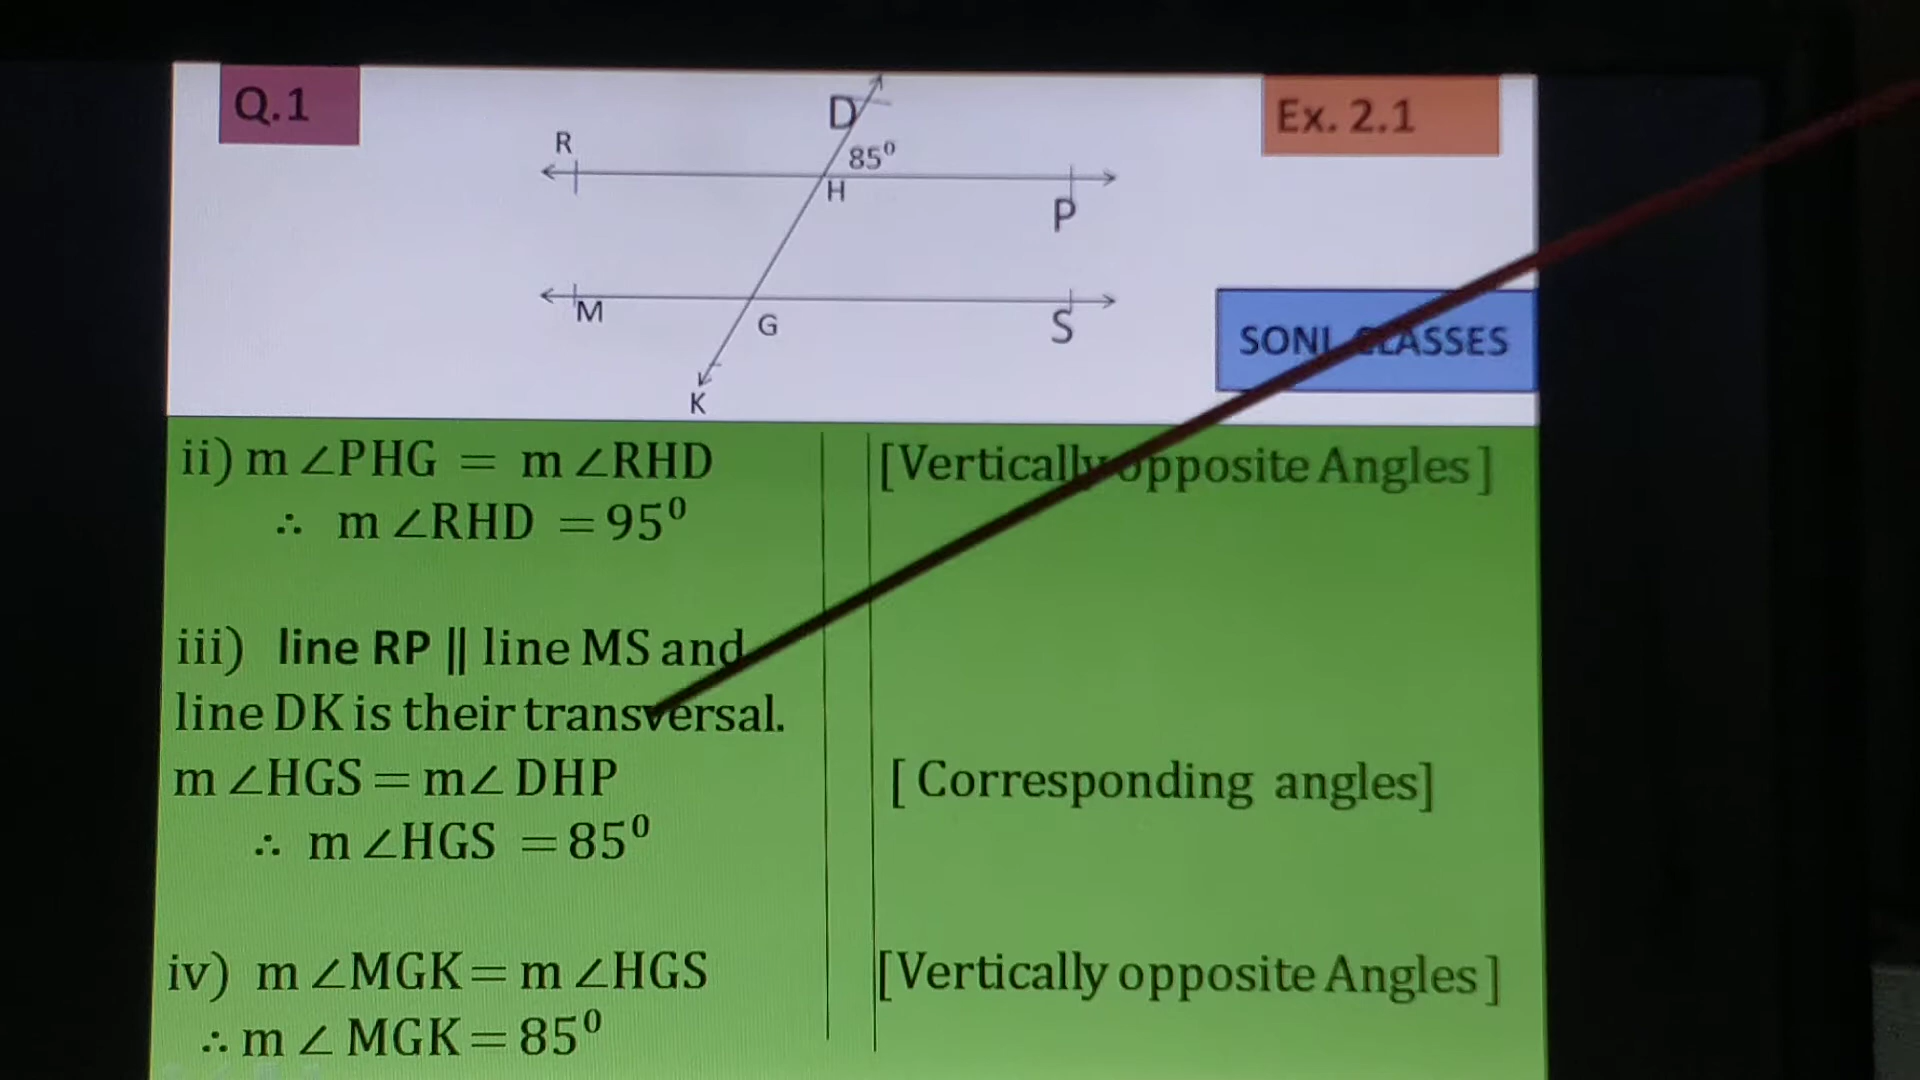 Q.1
Ex. 2.1
D
R
85⁰
H
P
M
G
S
SONI CLASSES
K
ii) m ∠PHG = m ∠RHD [Vertically opposite Angles]
∴ m ∠RHD = 95⁰
iii) line RP || line MS and
line DK is their transversal.
m ∠HGS = m∠ DHP [ Corresponding angles]
∴ m ∠HGS = 85⁰
iv) m ∠MGK = m ∠HGS [Vertically opposite Angles ]
∴ m ∠ MGK = 85⁰